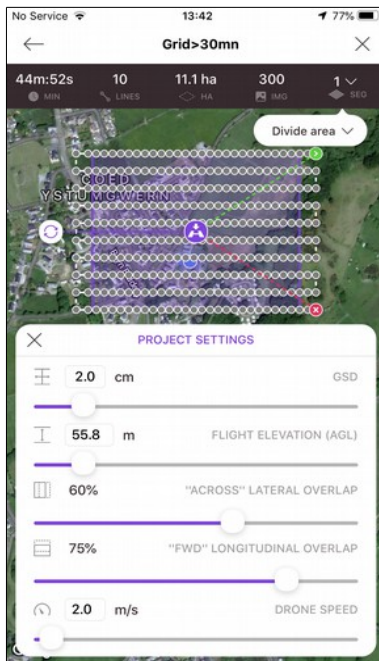 No Service 13:42 77%
Grid>30mn
44m:52s 10 11.1 ha 300 1
MIN LINES HA IMG SEG
Divide area
COED
YSTUMGWERN
PROJECT SETTINGS
2.0 cm GSD
55.8 m FLIGHT ELEVATION (AGL)
60% "ACROSS" LATERAL OVERLAP
75% "FWD" LONGITUDINAL OVERLAP
2.0 m/s DRONE SPEED